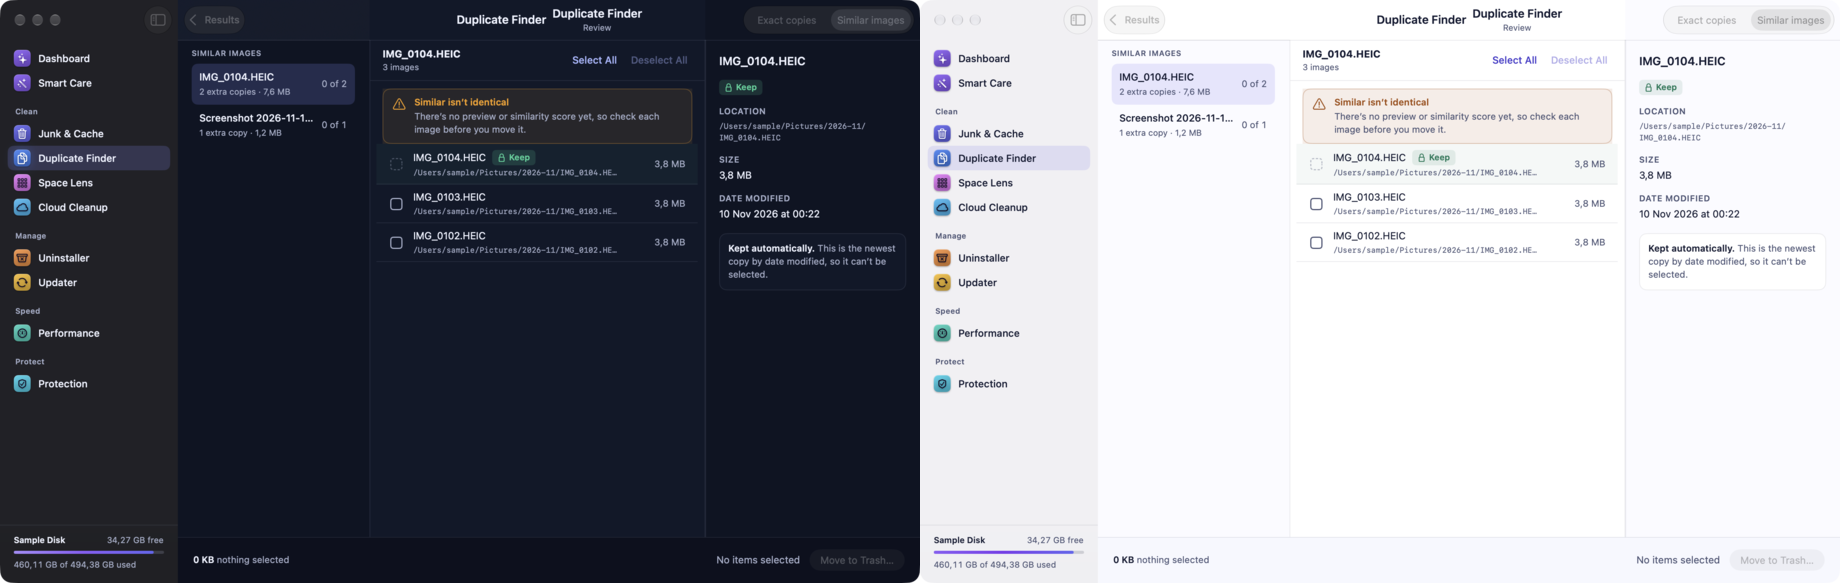 Results
Duplicate Finder
Duplicate Finder
Review
Exact copies
Similar images
Dashboard
Smart Care
Clean
Junk & Cache
Duplicate Finder
Space Lens
Cloud Cleanup
Manage
Uninstaller
Updater
Speed
Performance
Protect
Protection
Sample Disk 34,27 GB free
460,11 GB of 494,38 GB used
SIMILAR IMAGES
IMG_0104.HEIC
2 extra copies · 7,6 MB
0 of 2
Screenshot 2026-11-1...
1 extra copy · 1,2 MB
0 of 1
IMG_0104.HEIC
3 images
Select All
Deselect All
Similar isn't identical
There's no preview or similarity score yet, so check each
image before you move it.
IMG_0104.HEIC Keep
/Users/sample/Pictures/2026-11/IMG_0104.HE…
3,8 MB
IMG_0103.HEIC
/Users/sample/Pictures/2026-11/IMG_0103.HE…
3,8 MB
IMG_0102.HEIC
/Users/sample/Pictures/2026-11/IMG_0102.HE…
3,8 MB
IMG_0104.HEIC
Keep
LOCATION
/Users/sample/Pictures/2026-11/
IMG_0104.HEIC
SIZE
3,8 MB
DATE MODIFIED
10 Nov 2026 at 00:22
Kept automatically. This is the newest
copy by date modified, so it can't be
selected.
0 KB nothing selected
No items selected
Move to Trash...
Results
Duplicate Finder
Duplicate Finder
Review
Exact copies
Similar images
Dashboard
Smart Care
Clean
Junk & Cache
Duplicate Finder
Space Lens
Cloud Cleanup
Manage
Uninstaller
Updater
Speed
Performance
Protect
Protection
Sample Disk 34,27 GB free
460,11 GB of 494,38 GB used
SIMILAR IMAGES
IMG_0104.HEIC
2 extra copies · 7,6 MB
0 of 2
Screenshot 2026-11-1...
1 extra copy · 1,2 MB
0 of 1
IMG_0104.HEIC
3 images
Select All
Deselect All
Similar isn't identical
There's no preview or similarity score yet, so check each
image before you move it.
IMG_0104.HEIC Keep
/Users/sample/Pictures/2026-11/IMG_0104.HE…
3,8 MB
IMG_0103.HEIC
/Users/sample/Pictures/2026-11/IMG_0103.HE…
3,8 MB
IMG_0102.HEIC
/Users/sample/Pictures/2026-11/IMG_0102.HE…
3,8 MB
IMG_0104.HEIC
Keep
LOCATION
/Users/sample/Pictures/2026-11/
IMG_0104.HEIC
SIZE
3,8 MB
DATE MODIFIED
10 Nov 2026 at 00:22
Kept automatically. This is the newest
copy by date modified, so it can't be
selected.
0 KB nothing selected
No items selected
Move to Trash...